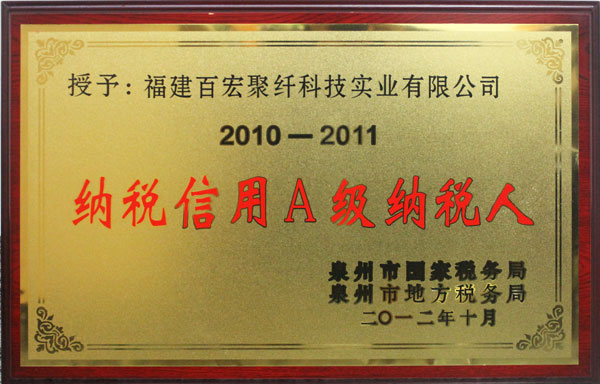 授予：福建百宏聚纤科技实业有限公司
2010－2011
纳税信用A级纳税人
泉州市国家税务局
泉州市地方税务局
二〇一二年十月